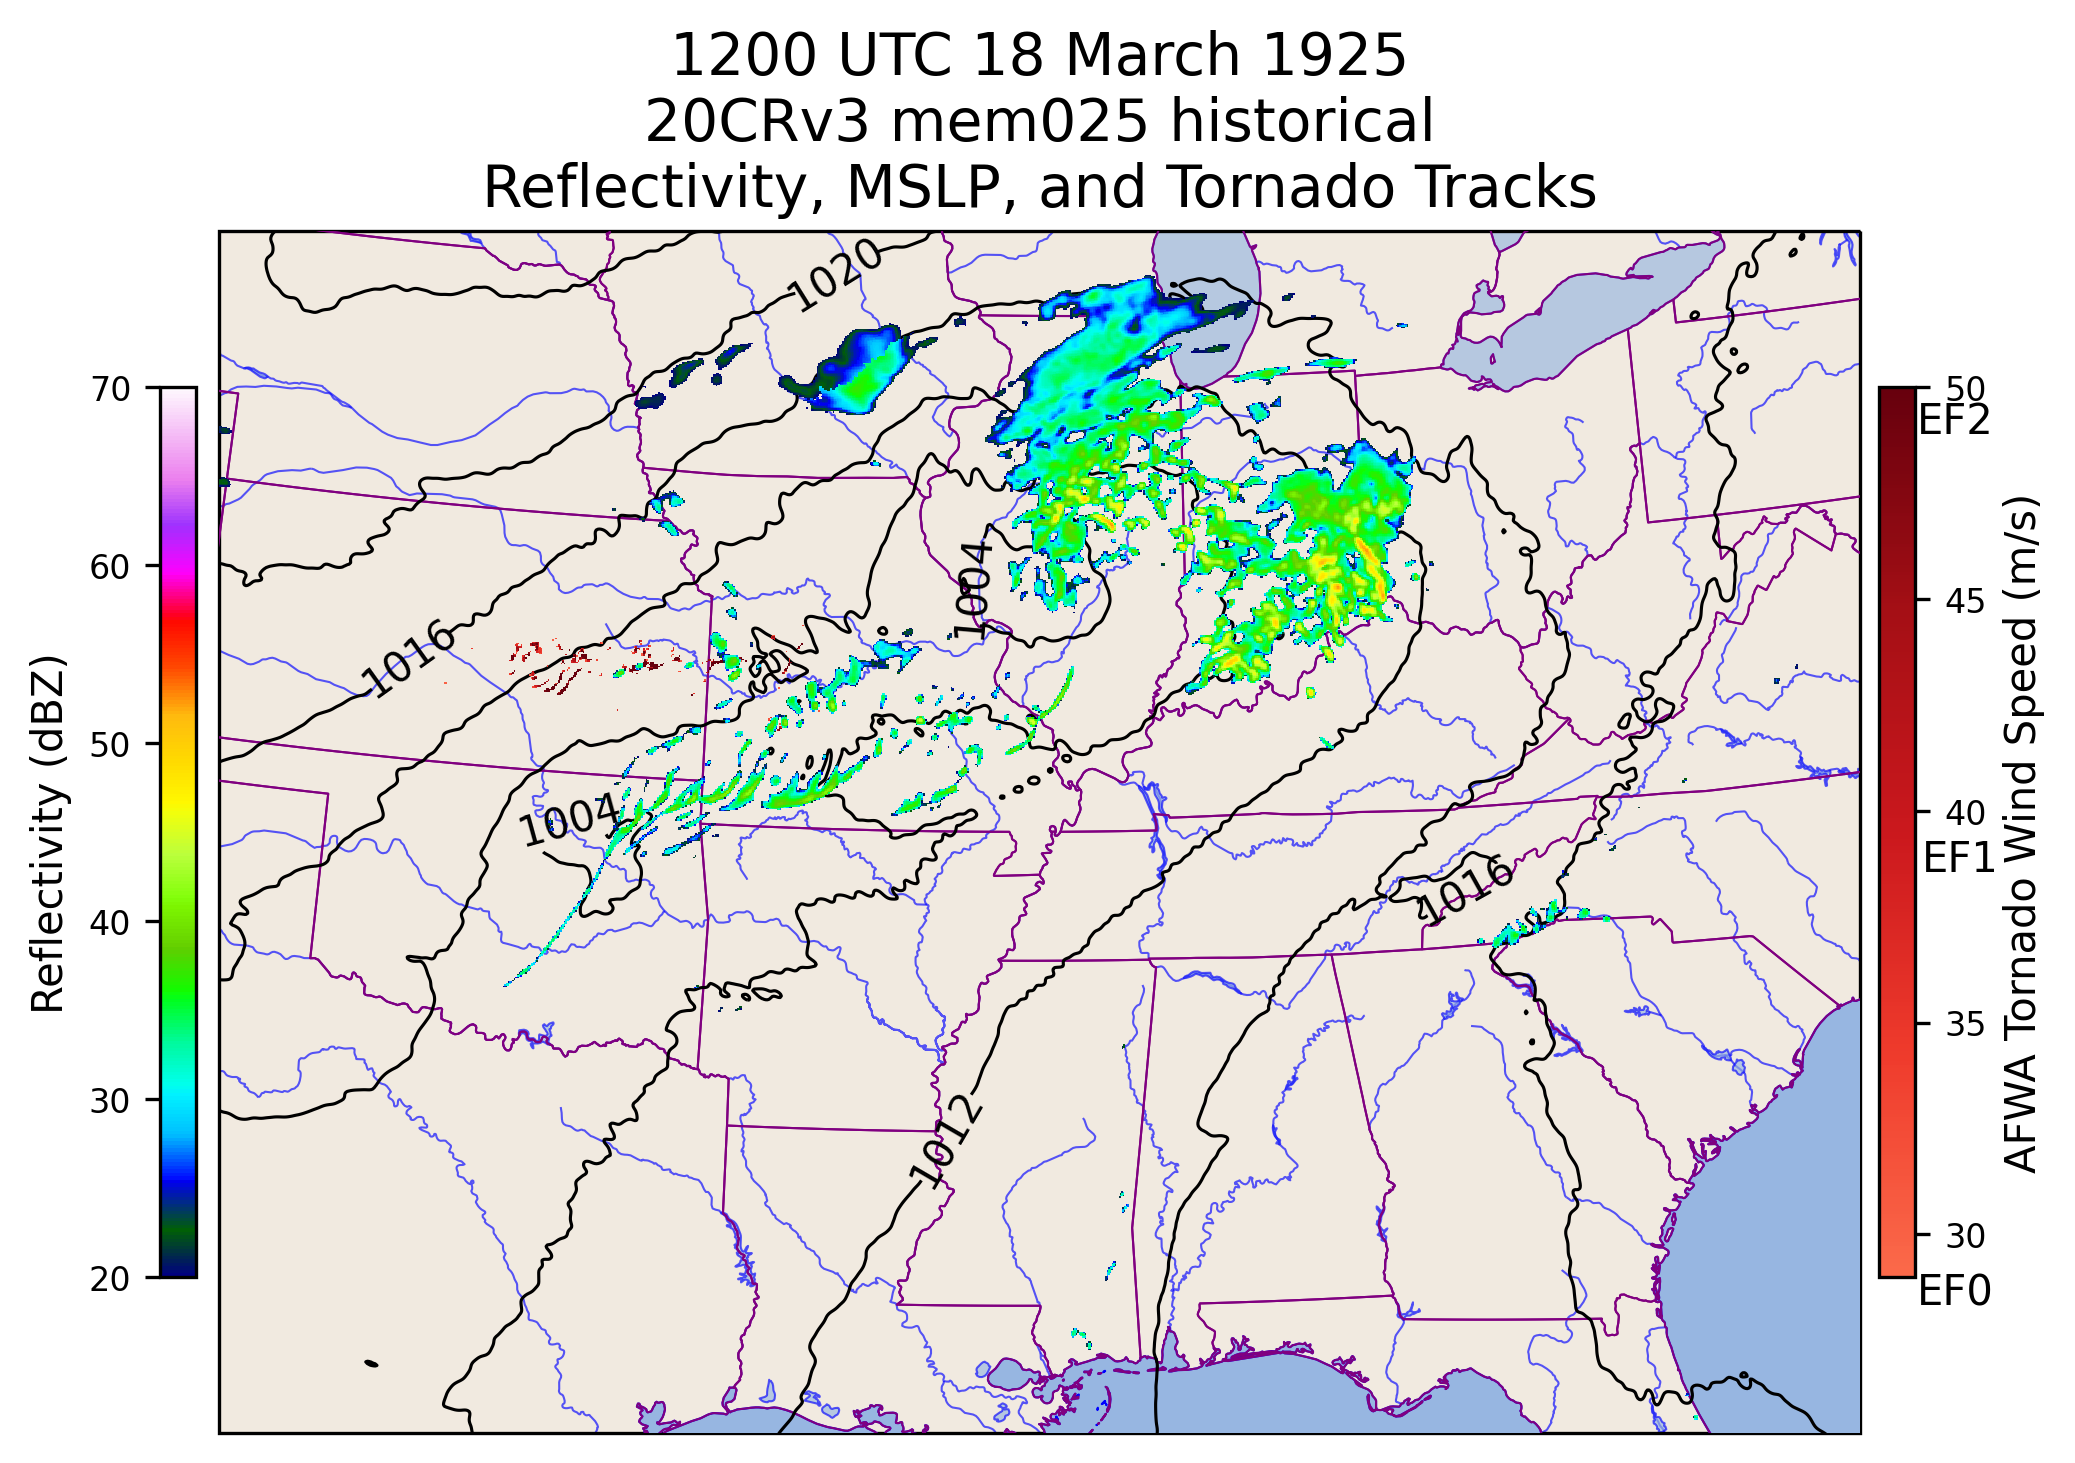 1200 UTC 18 March 1925
20CRv3 mem025 historical
Reflectivity, MSLP, and Tornado Tracks
1020
1016
1004
1004
1016
1012
70
60
50
40
30
20
Reflectivity (dBZ)
50
EF2
45
40
EF1
35
30
EF0
AFWA Tornado Wind Speed (m/s)